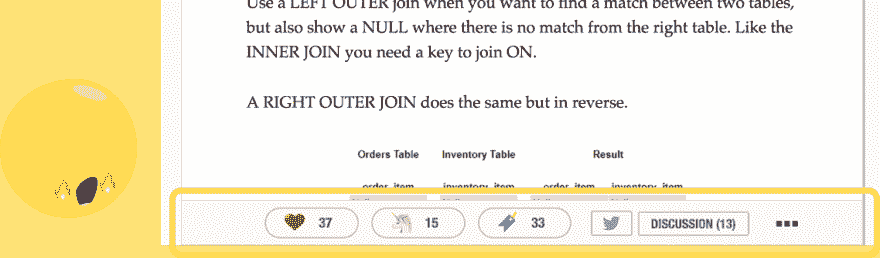 Use a LEFT OUTER join when you want to find a match between two tables,
but also show a NULL where there is no match from the right table. Like the
INNER JOIN you need a key to join ON.
A RIGHT OUTER JOIN does the same but in reverse.
Orders Table Inventory Table Result
order_item inventory_item order_item inventory_item
37 15 33 DISCUSSION (13)